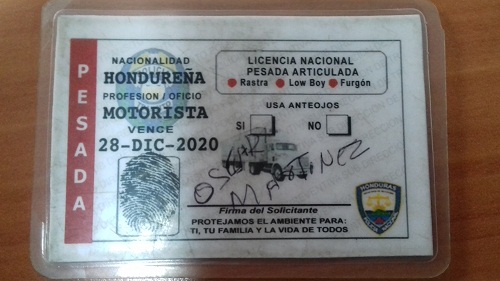 PESADA
NACIONALIDAD
HONDUREÑA
PROFESION / OFICIO
MOTORISTA
VENCE
28-DIC-2020
LICENCIA NACIONAL
PESADA ARTICULADA
Rastra Low Boy Furgón
USA ANTEOJOS
SI NO
OSCAR
MARTINEZ
Firma del Solicitante
PROTEJAMOS EL AMBIENTE PARA:
TI, TU FAMILIA Y LA VIDA DE TODOS
HONDURAS